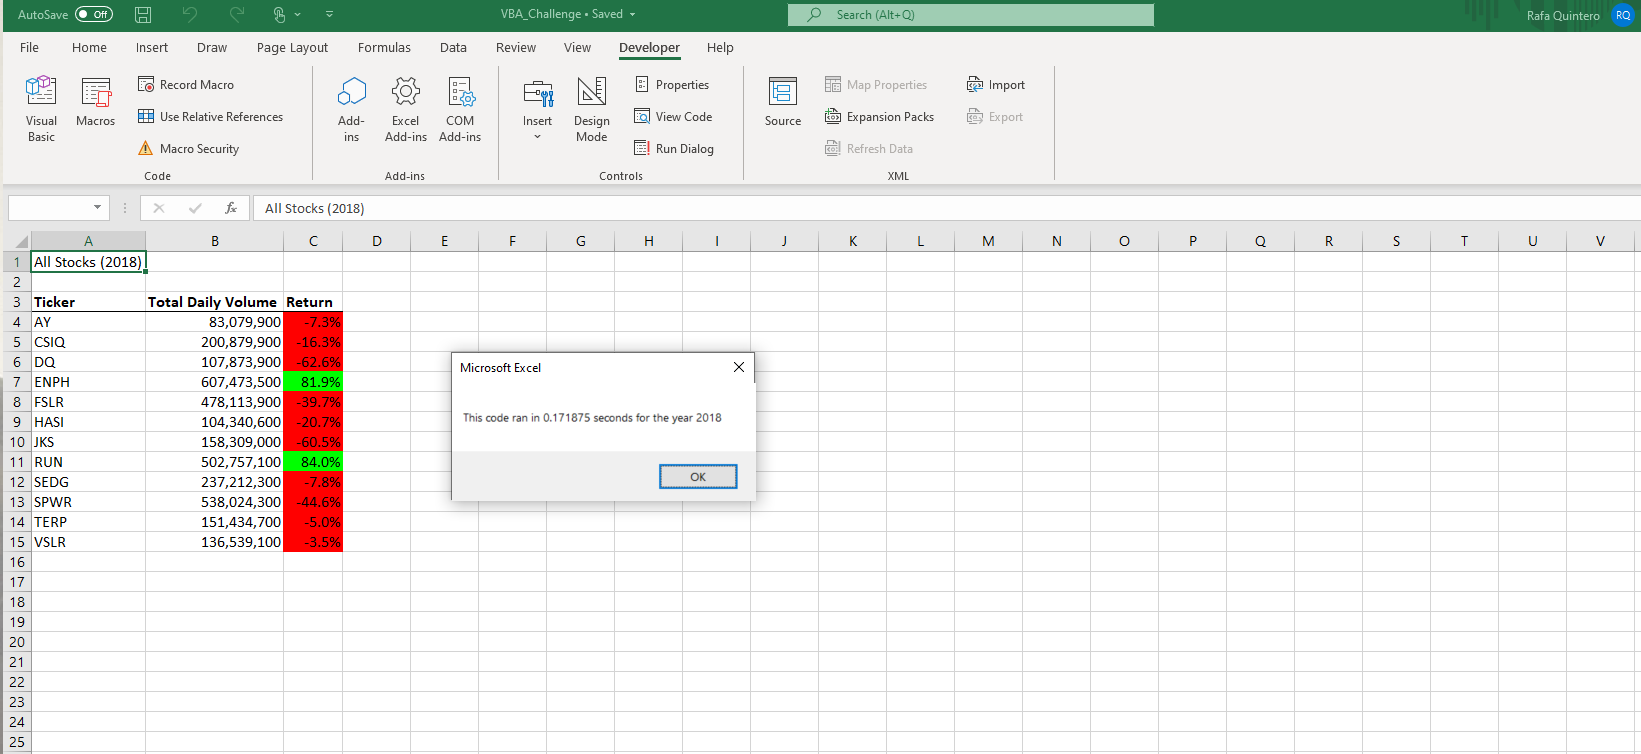 AutoSave Off VBA_Challenge • Saved Search (Alt+Q) Rafa Quintero RQ
File Home Insert Draw Page Layout Formulas Data Review View Developer Help
Visual Basic
Macros
Record Macro
Use Relative References
Macro Security
Code
Add-ins
Excel Add-ins
COM Add-ins
Add-ins
Insert
Design Mode
Properties
View Code
Run Dialog
Controls
Source
Map Properties
Expansion Packs
Refresh Data
Import
Export
XML
fx All Stocks (2018)
A B C D E F G H I J K L M N O P Q R S T U V
1 All Stocks (2018)
2
3 Ticker Total Daily Volume Return
4 AY 83,079,900 -7.3%
5 CSIQ 200,879,900 -16.3%
6 DQ 107,873,900 -62.6%
7 ENPH 607,473,500 81.9%
8 FSLR 478,113,900 -39.7%
9 HASI 104,340,600 -20.7%
10 JKS 158,309,000 -60.5%
11 RUN 502,757,100 84.0%
12 SEDG 237,212,300 -7.8%
13 SPWR 538,024,300 -44.6%
14 TERP 151,434,700 -5.0%
15 VSLR 136,539,100 -3.5%
16
17
18
19
20
21
22
23
24
25
Microsoft Excel
This code ran in 0.171875 seconds for the year 2018
OK